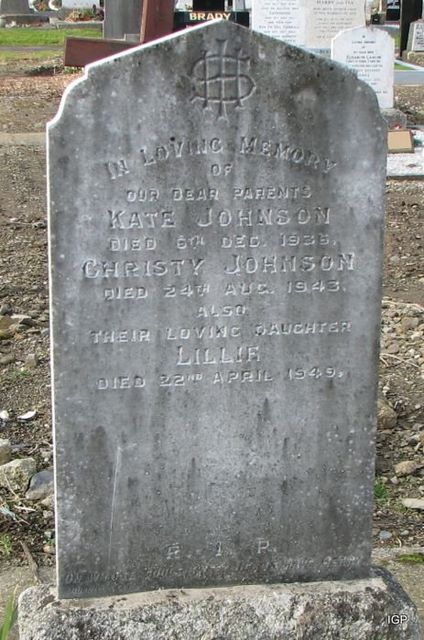 BRADY
IHS
IN LOVING MEMORY
OF
OUR DEAR PARENTS
KATE JOHNSON
DIED 6TH DEC. 1936.
CHRISTY JOHNSON
DIED 24TH AUG. 1943.
ALSO
THEIR LOVING DAUGHTER
LILLIE
DIED 22ND APRIL 1949.
R.I.P.
IGP